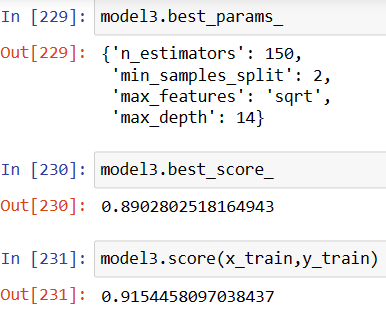 In [229]: model3.best_params_
Out[229]: {'n_estimators': 150,
'min_samples_split': 2,
'max_features': 'sqrt',
'max_depth': 14}
In [230]: model3.best_score_
Out[230]: 0.8902802518164943
In [231]: model3.score(x_train,y_train)
Out[231]: 0.9154458097038437